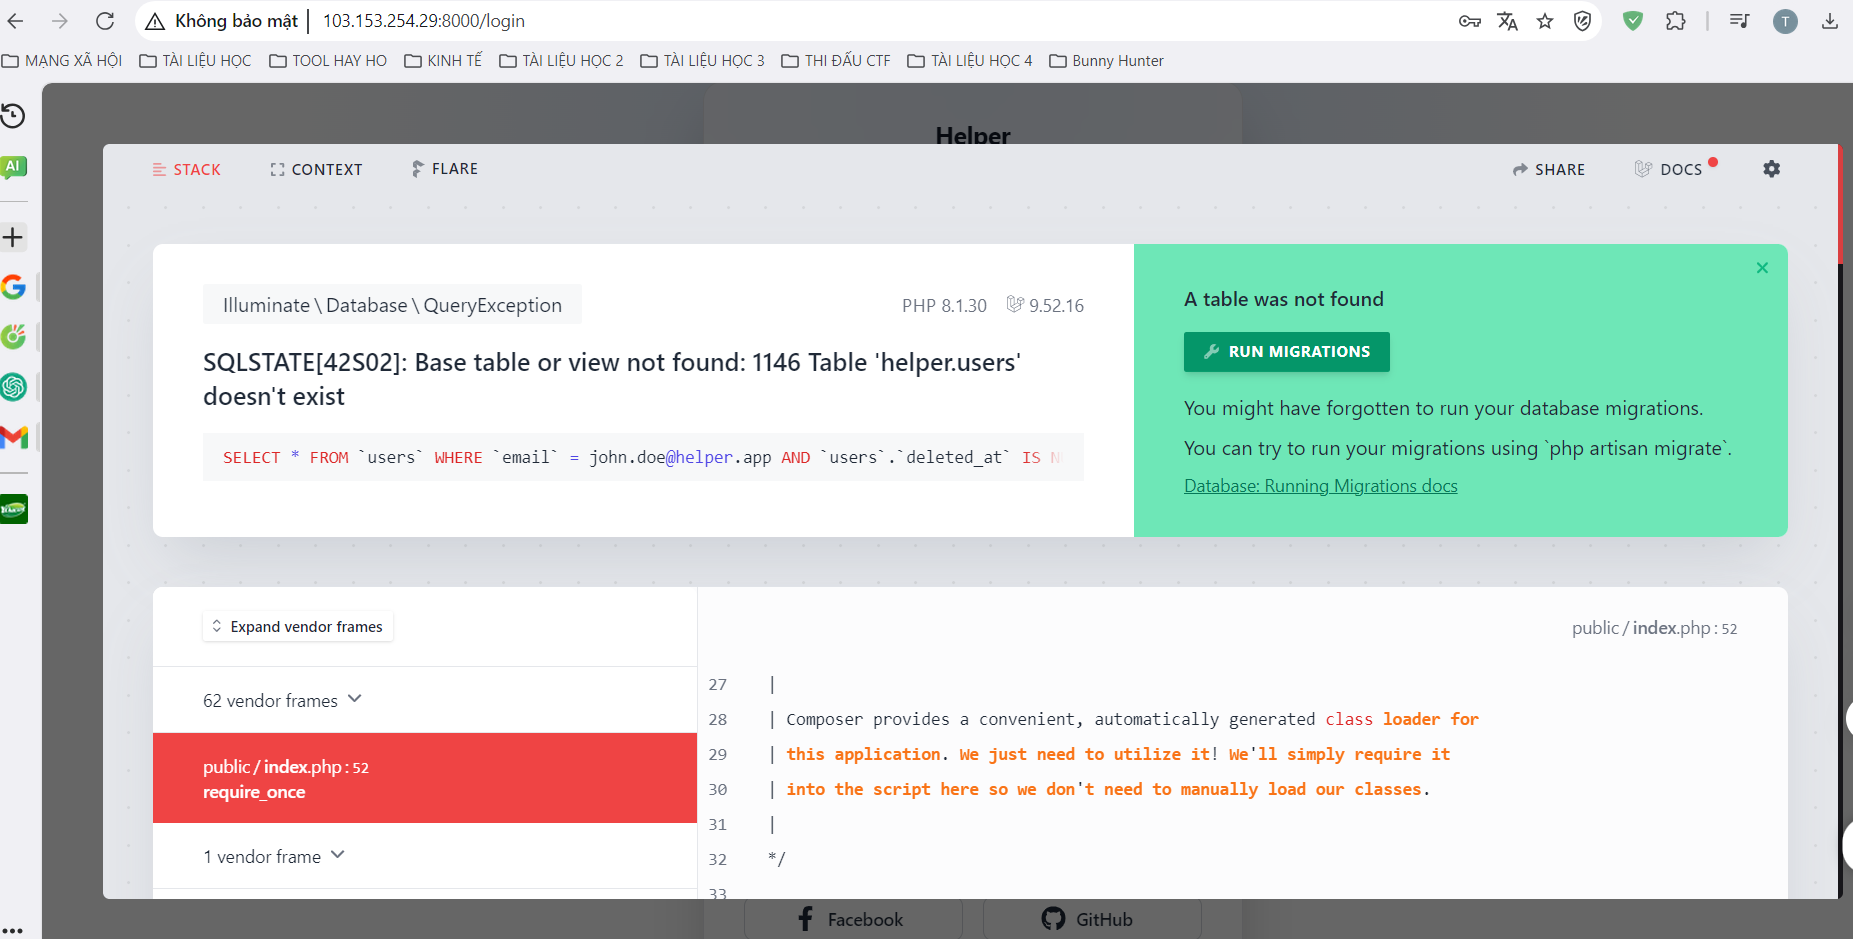 Không bảo mật
103.153.254.29:8000/login
T
MẠNG XÃ HỘI
TÀI LIỆU HỌC
TOOL HAY HO
KINH TẾ
TÀI LIỆU HỌC 2
TÀI LIỆU HỌC 3
THI ĐẤU CTF
TÀI LIỆU HỌC 4
Bunny Hunter
AI
Helper
STACK
CONTEXT
FLARE
SHARE
DOCS
Illuminate \ Database \ QueryException
PHP 8.1.30
9.52.16
SQLSTATE[42S02]: Base table or view not found: 1146 Table 'helper.users'
doesn't exist
SELECT * FROM `users` WHERE `email` = john.doe@helper.app AND `users`.`deleted_at` IS
A table was not found
RUN MIGRATIONS
You might have forgotten to run your database migrations.
You can try to run your migrations using `php artisan migrate`.
Database: Running Migrations docs
Expand vendor frames
62 vendor frames
public / index.php : 52
require_once
1 vendor frame
public / index.php : 52
27 |
28 | Composer provides a convenient, automatically generated class loader for
29 | this application. We just need to utilize it! We'll simply require it
30 | into the script here so we don't need to manually load our classes.
31 |
32 */
33
Facebook
GitHub